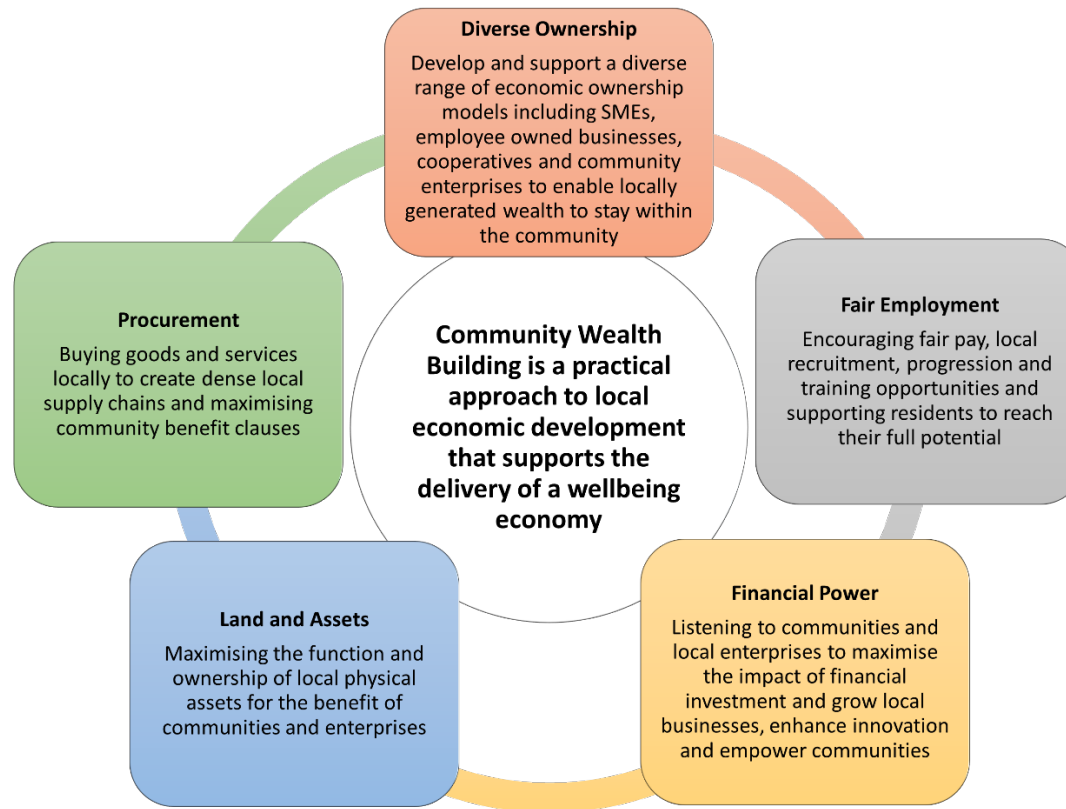 Diverse Ownership
Develop and support a diverse
range of economic ownership
models including SMEs,
employee owned businesses,
cooperatives and community
enterprises to enable locally
generated wealth to stay within
the community
Fair Employment
Encouraging fair pay, local
recruitment, progression and
training opportunities and
supporting residents to reach
their full potential
Financial Power
Listening to communities and
local enterprises to maximise
the impact of financial
investment and grow local
businesses, enhance innovation
and empower communities
Land and Assets
Maximising the function and
ownership of local physical
assets for the benefit of
communities and enterprises
Procurement
Buying goods and services
locally to create dense local
supply chains and maximising
community benefit clauses
Community Wealth
Building is a practical
approach to local
economic development
that supports the
delivery of a wellbeing
economy